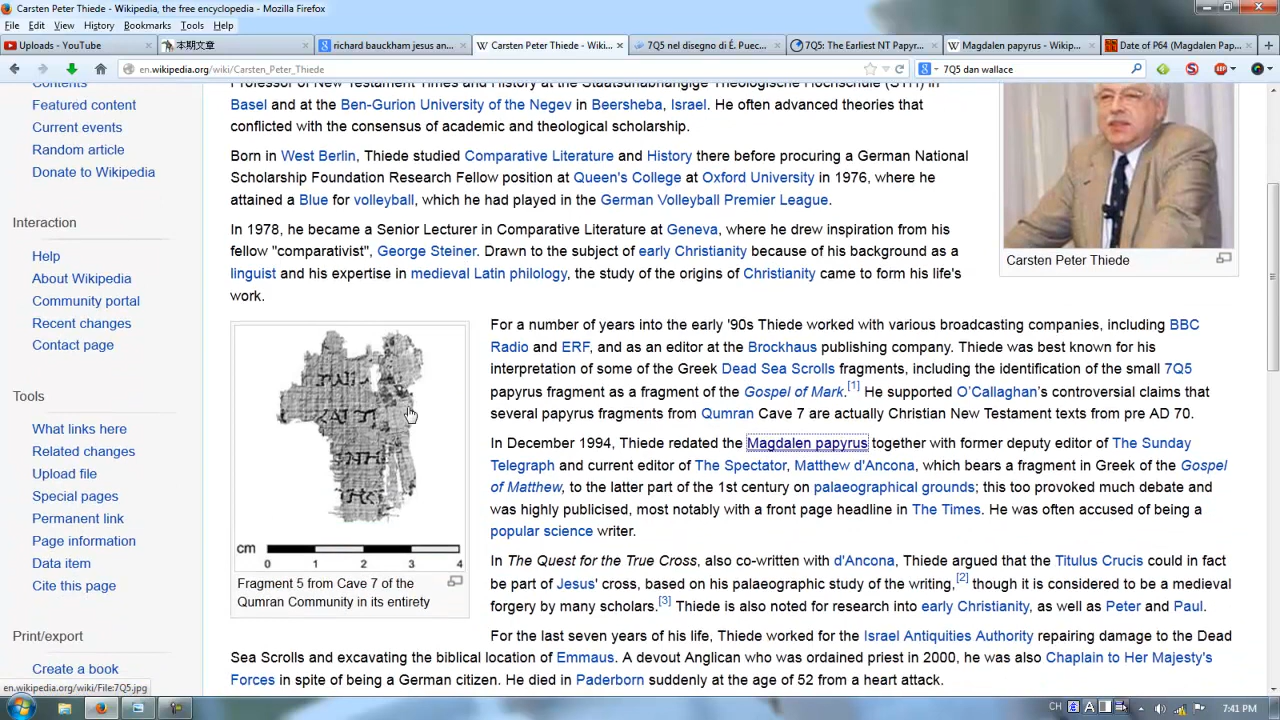 Carsten Peter Thiede - Wikipedia, the free encyclopedia - Mozilla Firefox
File Edit View History Bookmarks Tools Help
Uploads - YouTube
本期文章
richard bauckham jesus an...
Carsten Peter Thiede - Wiki...
7Q5 nel disegno di É. Puec...
7Q5: The Earliest NT Papyr...
Magdalen papyrus - Wikip...
Date of P64 (Magdalen Pap...
en.wikipedia.org/wiki/Carsten_Peter_Thiede
7Q5 dan wallace
Contents
Featured content
Current events
Random article
Donate to Wikipedia
Interaction
Help
About Wikipedia
Community portal
Recent changes
Contact page
Tools
What links here
Related changes
Upload file
Special pages
Permanent link
Page information
Data item
Cite this page
Print/export
Create a book
en.wikipedia.org/wiki/File:7Q5.jpg
Professor of New Testament Times and History at the Staatsunabhängige Theologische Hochschule (STH) in
Basel and at the Ben-Gurion University of the Negev in Beersheba, Israel. He often advanced theories that
conflicted with the consensus of academic and theological scholarship.
Born in West Berlin, Thiede studied Comparative Literature and History there before procuring a German National
Scholarship Foundation Research Fellow position at Queen's College at Oxford University in 1976, where he
attained a Blue for volleyball, which he had played in the German Volleyball Premier League.
In 1978, he became a Senior Lecturer in Comparative Literature at Geneva, where he drew inspiration from his
fellow "comparativist", George Steiner. Drawn to the subject of early Christianity because of his background as a
linguist and his expertise in medieval Latin philology, the study of the origins of Christianity came to form his life's
work.
Carsten Peter Thiede
cm
0 1 2 3 4
Fragment 5 from Cave 7 of the
Qumran Community in its entirety
For a number of years into the early '90s Thiede worked with various broadcasting companies, including BBC
Radio and ERF, and as an editor at the Brockhaus publishing company. Thiede was best known for his
interpretation of some of the Greek Dead Sea Scrolls fragments, including the identification of the small 7Q5
papyrus fragment as a fragment of the Gospel of Mark.[1] He supported O'Callaghan's controversial claims that
several papyrus fragments from Qumran Cave 7 are actually Christian New Testament texts from pre AD 70.
In December 1994, Thiede redated the Magdalen papyrus together with former deputy editor of The Sunday
Telegraph and current editor of The Spectator, Matthew d'Ancona, which bears a fragment in Greek of the Gospel
of Matthew, to the latter part of the 1st century on palaeographical grounds; this too provoked much debate and
was highly publicised, most notably with a front page headline in The Times. He was often accused of being a
popular science writer.
In The Quest for the True Cross, also co-written with d'Ancona, Thiede argued that the Titulus Crucis could in fact
be part of Jesus' cross, based on his palaeographic study of the writing,[2] though it is considered to be a medieval
forgery by many scholars.[3] Thiede is also noted for research into early Christianity, as well as Peter and Paul.
For the last seven years of his life, Thiede worked for the Israel Antiquities Authority repairing damage to the Dead
Sea Scrolls and excavating the biblical location of Emmaus. A devout Anglican who was ordained priest in 2000, he was also Chaplain to Her Majesty's
Forces in spite of being a German citizen. He died in Paderborn suddenly at the age of 52 from a heart attack.
CH
7:41 PM